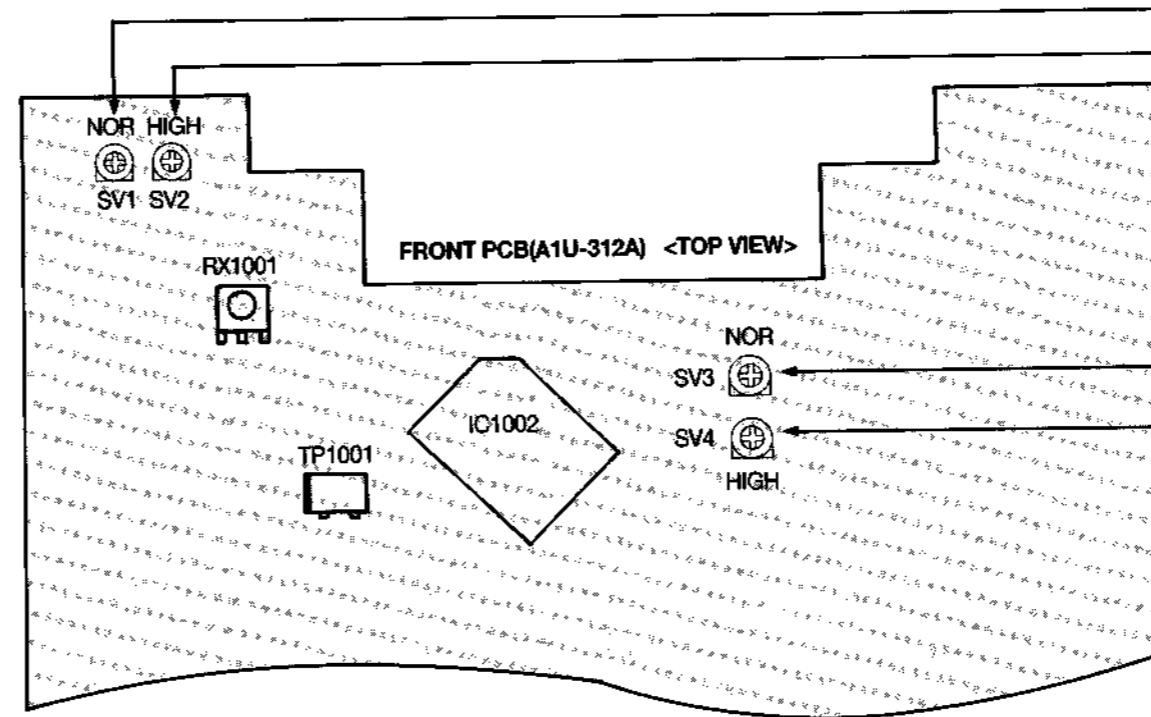 NOR HIGH
SV1 SV2
FRONT PCB(A1U-312A) <TOP VIEW>
RX1001
NOR
SV3
IC1002
SV4
TP1001
HIGH